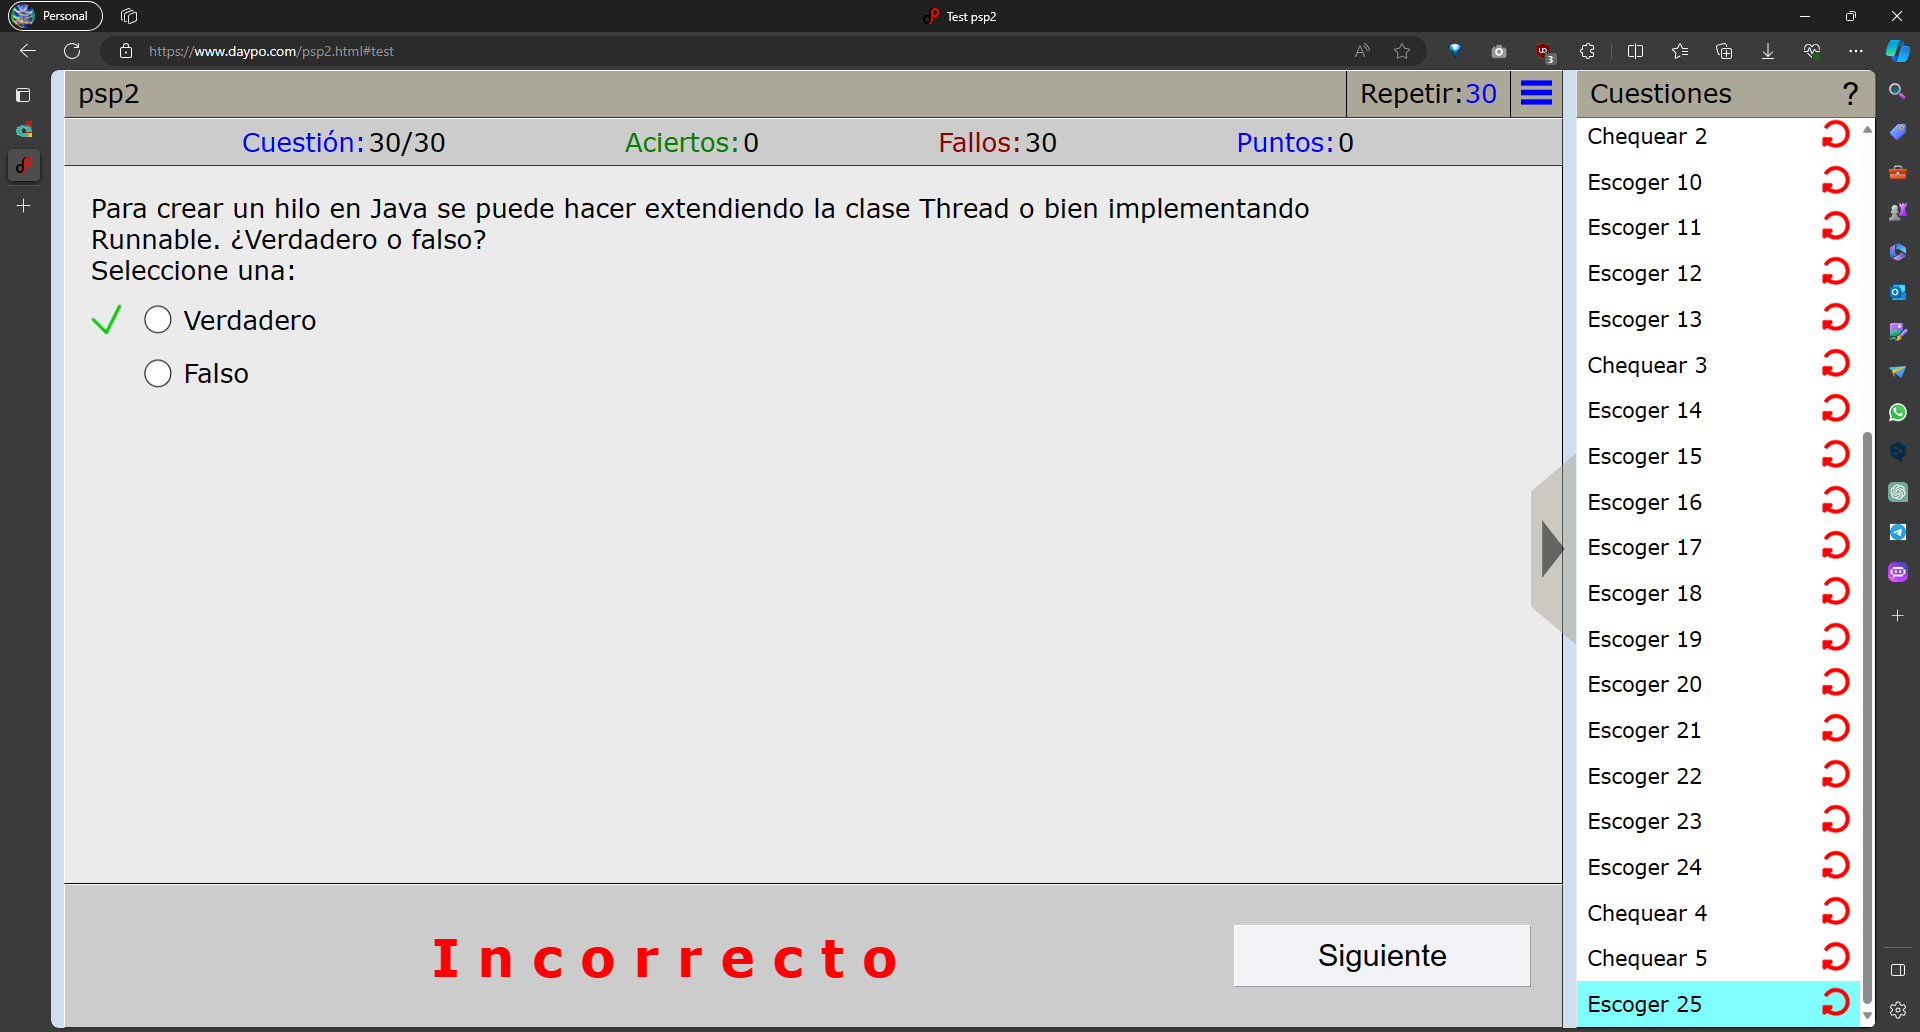 Personal
Test psp2
https://www.daypo.com/psp2.html#test
3
psp2
Repetir:30
Cuestiones
?
Cuestión:30/30
Aciertos:0
Fallos:30
Puntos:0
Para crear un hilo en Java se puede hacer extendiendo la clase Thread o bien implementando
Runnable. ¿Verdadero o falso?
Seleccione una:
Verdadero
Falso
Incorrecto
Siguiente
Chequear 2
Escoger 10
Escoger 11
Escoger 12
Escoger 13
Chequear 3
Escoger 14
Escoger 15
Escoger 16
Escoger 17
Escoger 18
Escoger 19
Escoger 20
Escoger 21
Escoger 22
Escoger 23
Escoger 24
Chequear 4
Chequear 5
Escoger 25